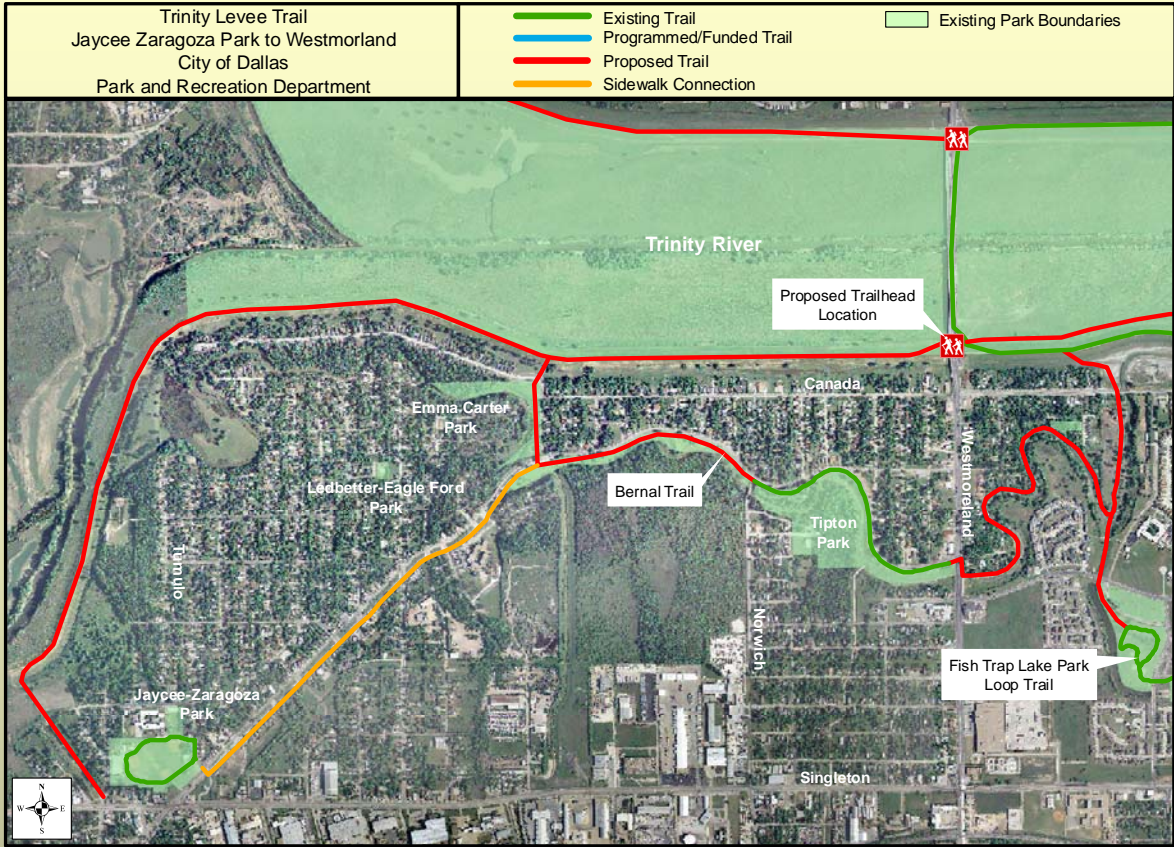 Trinity Levee Trail
Jaycee Zaragoza Park to Westmorland
City of Dallas
Park and Recreation Department
Existing Trail
Programmed/Funded Trail
Proposed Trail
Sidewalk Connection
Existing Park Boundaries
Trinity River
Proposed Trailhead
Location
Canada
Emma Carter
Park
Westmoreland
Ledbetter-Eagle Ford
Park
Bernal Trail
Tipton
Park
Tumulo
Norwich
Fish Trap Lake Park
Loop Trail
Jaycee-Zaragoza
Park
Singleton
N
W
E
S